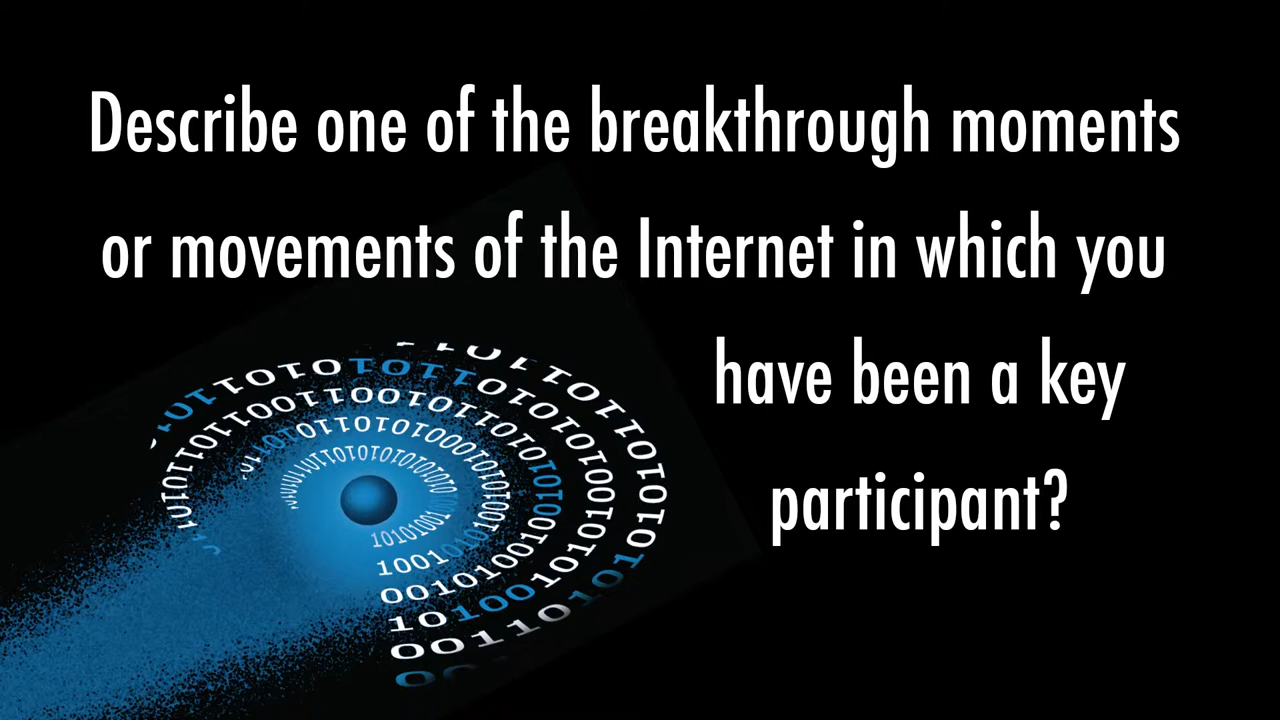 Describe one of the breakthrough moments
or movements of the Internet in which you
have been a key
participant?